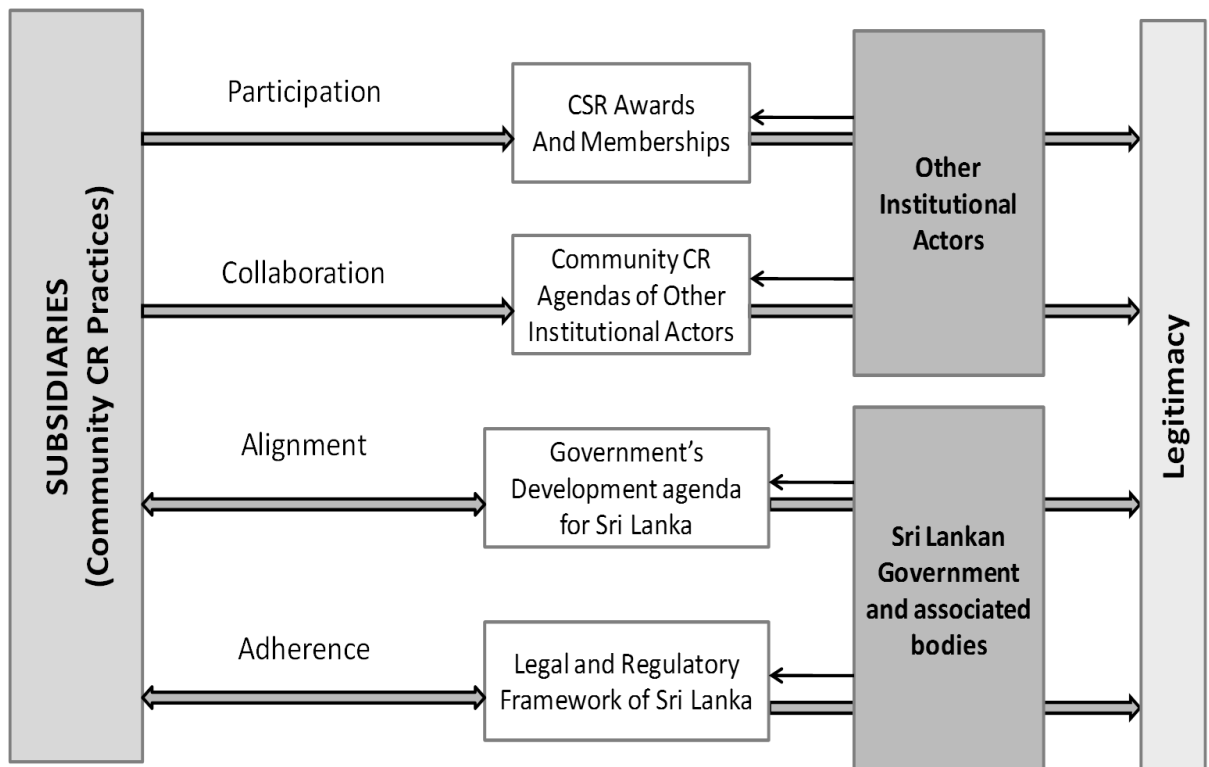 SUBSIDIARIES
(Community CR Practices)
Participation
CSR Awards
And Memberships
Other
Institutional
Actors
Collaboration
Community CR
Agendas of Other
Institutional Actors
Alignment
Government’s
Development agenda
for Sri Lanka
Sri Lankan
Government
and associated
bodies
Adherence
Legal and Regulatory
Framework of Sri Lanka
Legitimacy